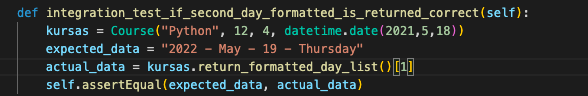 def integration_test_if_second_day_formatted_is_returned_correct(self):
kursas = Course("Python", 12, 4, datetime.date(2021,5,18))
expected_data = "2022 - May - 19 - Thursday"
actual_data = kursas.return_formatted_day_list()[1]
self.assertEqual(expected_data, actual_data)